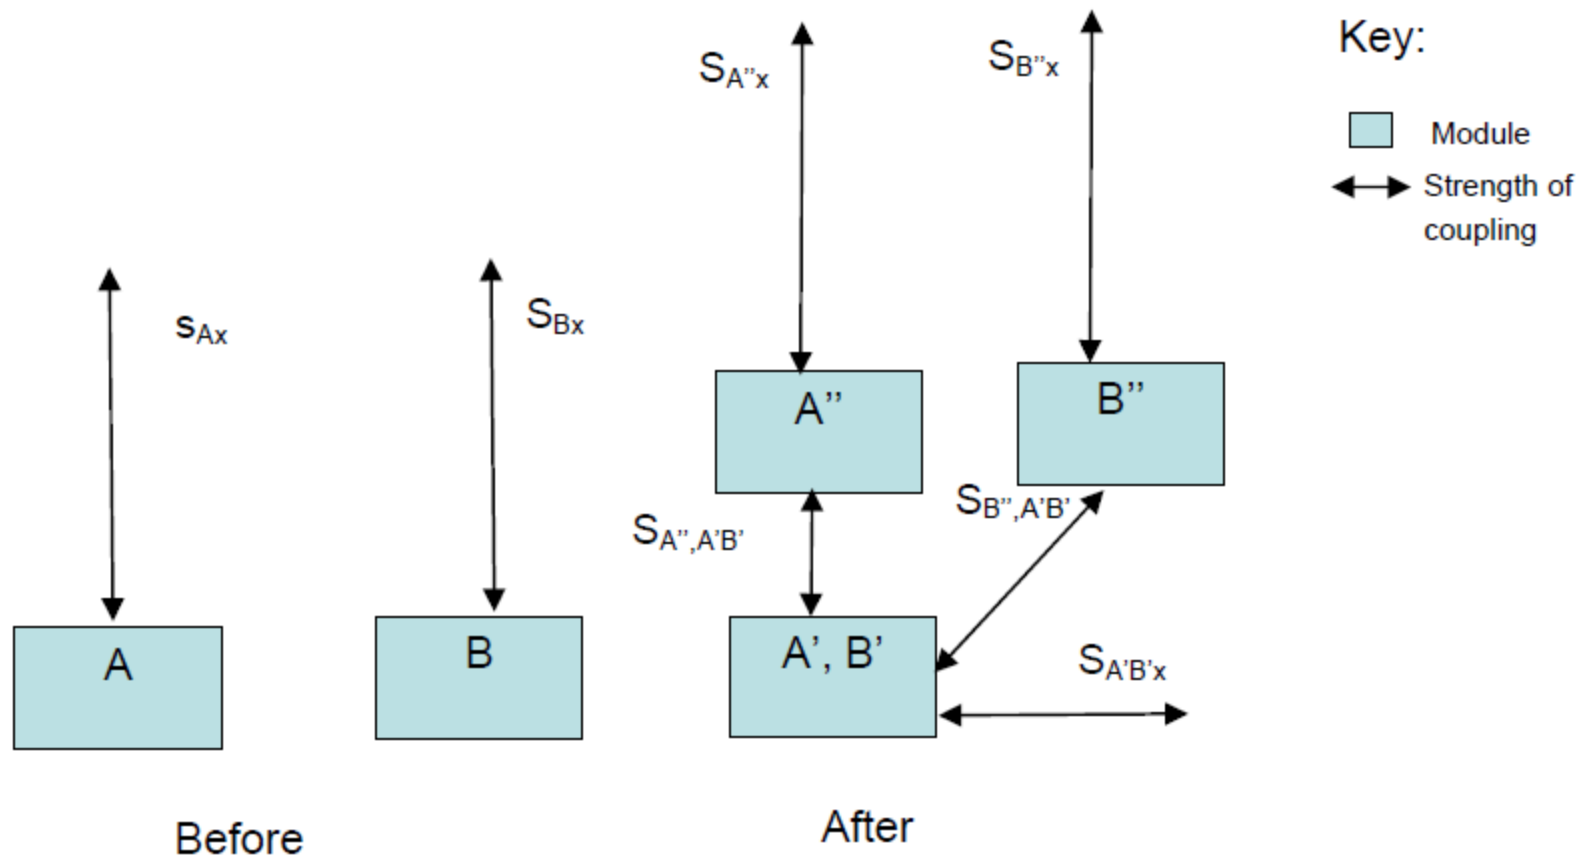 S_A''x
S_B''x
Key:
Module
Strength of
coupling
s_Ax
S_Bx
A’’
B’’
S_A’’,A’B’
S_B’’,A’B’
A
B
A’, B’
S_A’B’x
Before
After